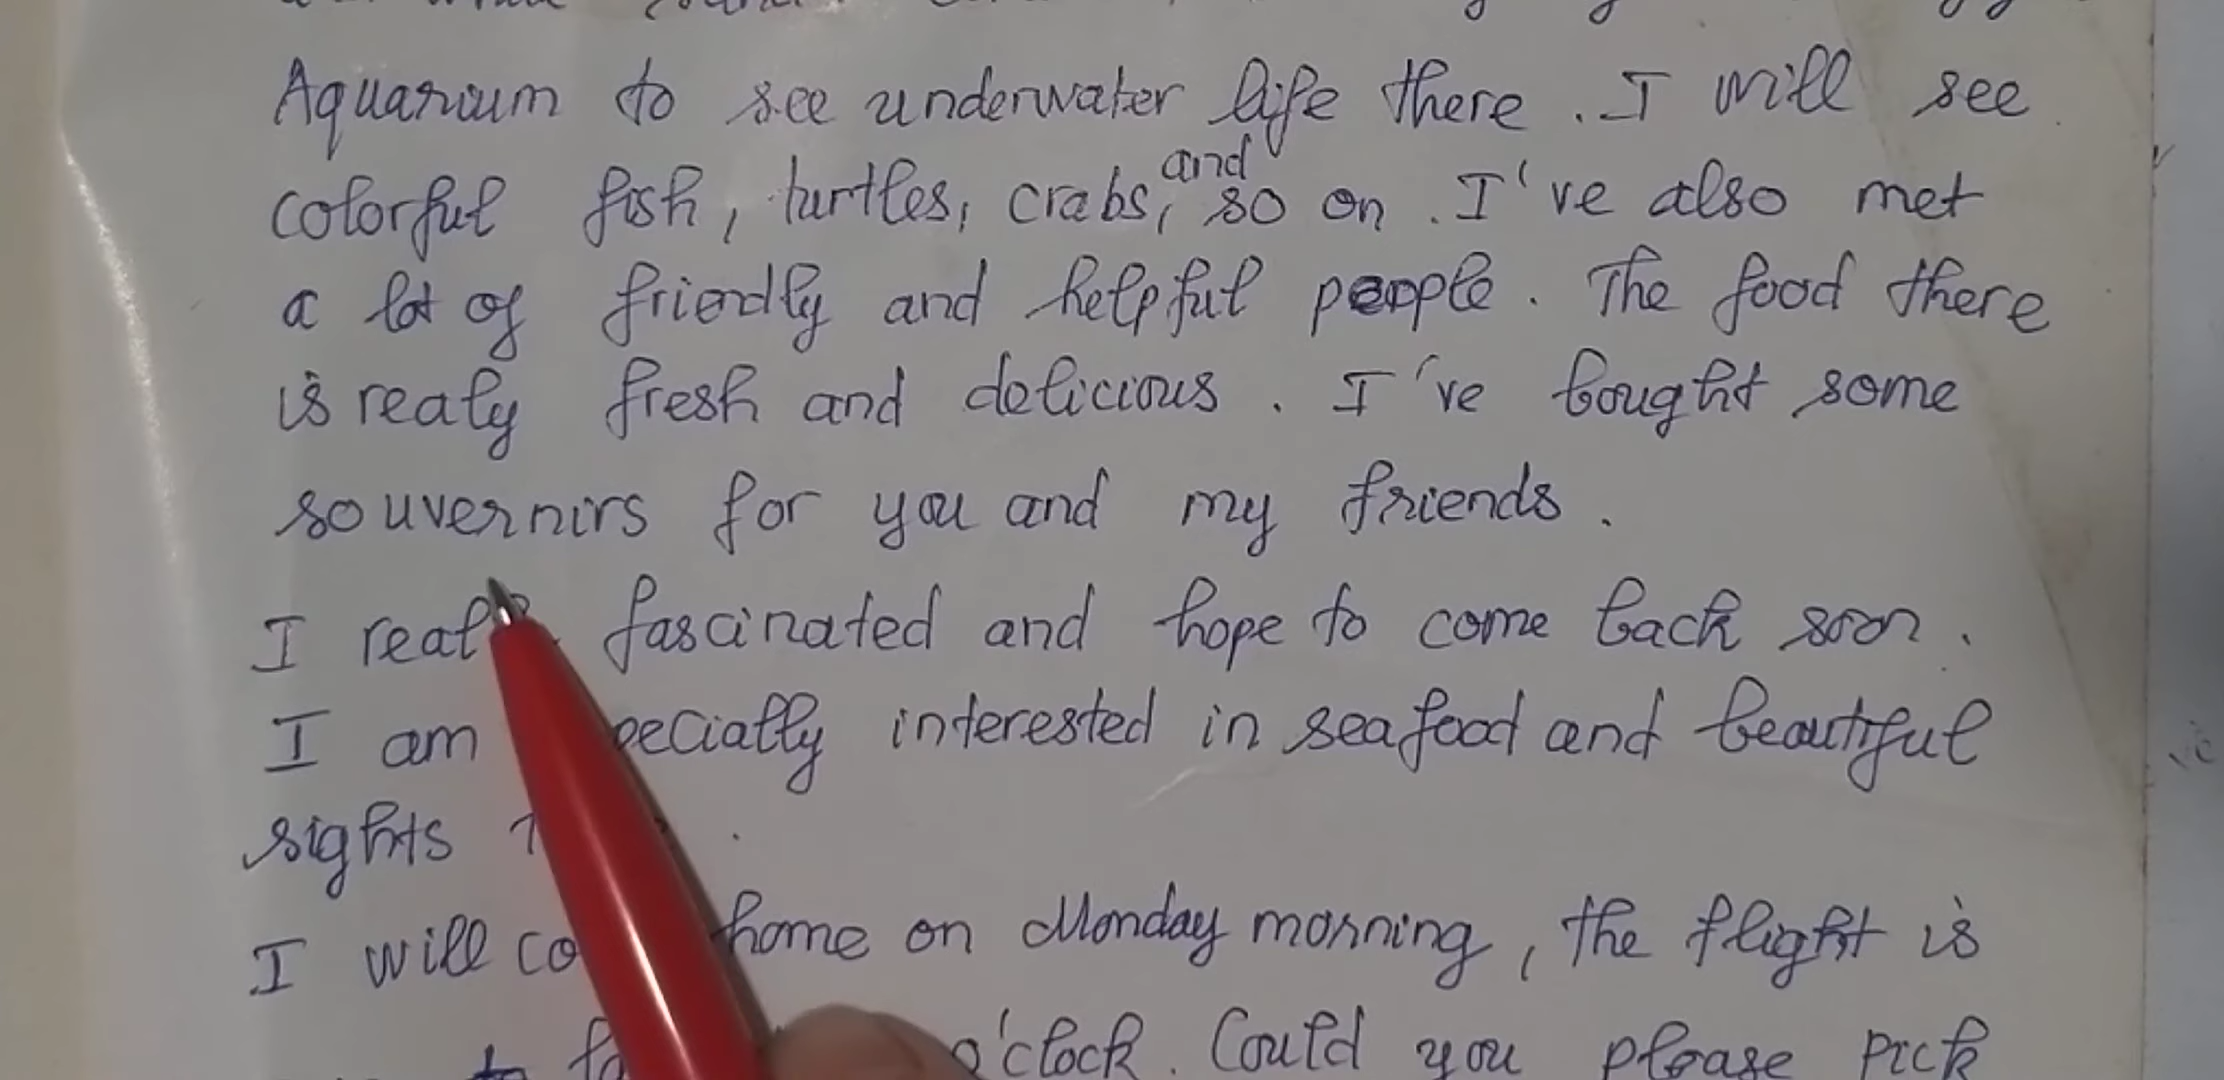 Aquarium to see underwater life there. I will see
colorful fish, turtles, crabs, and so on. I've also met
a lot of friendly and helpful people. The food there
is realy fresh and delicious. I've bought some
souvernirs for you and my friends.
I fascinated and hope to come back soon.
I am interested in seafood and beautiful
sights
I will home on Monday morning, the flight is
o'clock. Could you please pick